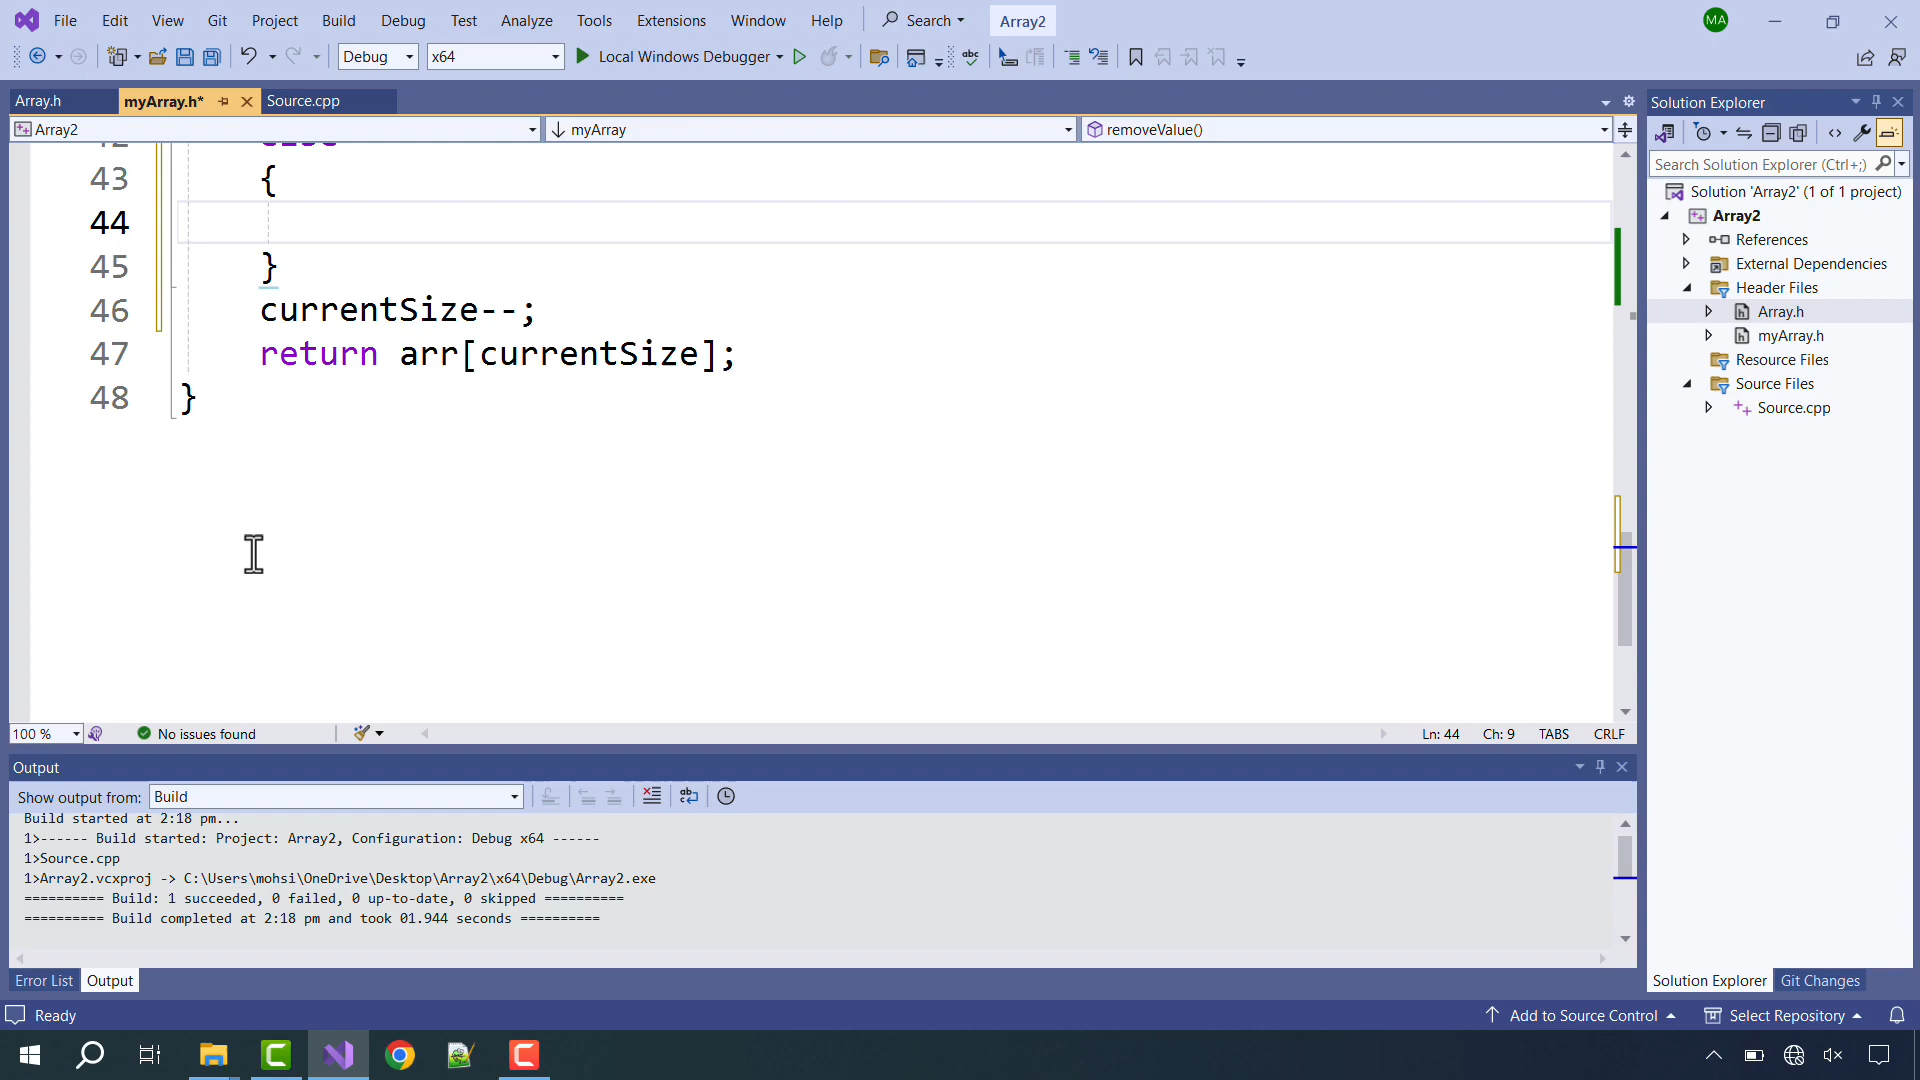 File Edit View Git Project Build Debug Test Analyze Tools Extensions Window Help Search Array2 MA
Debug x64 Local Windows Debugger
Array.h myArray.h* Source.cpp
Array2 myArray removeValue()
43 {
44
45 }
46 currentSize--;
47 return arr[currentSize];
48 }
100 % No issues found Ln: 44 Ch: 9 TABS CRLF
Output
Show output from: Build
Build started at 2:18 pm...
1>------ Build started: Project: Array2, Configuration: Debug x64 ------
1>Source.cpp
1>Array2.vcxproj -> C:\Users\mohsi\OneDrive\Desktop\Array2\x64\Debug\Array2.exe
========== Build: 1 succeeded, 0 failed, 0 up-to-date, 0 skipped ==========
========== Build completed at 2:18 pm and took 01.944 seconds ==========
Error List Output
Solution Explorer
Search Solution Explorer (Ctrl+;)
Solution 'Array2' (1 of 1 project)
Array2
References
External Dependencies
Header Files
Array.h
myArray.h
Resource Files
Source Files
Source.cpp
Solution Explorer Git Changes
Ready Add to Source Control Select Repository